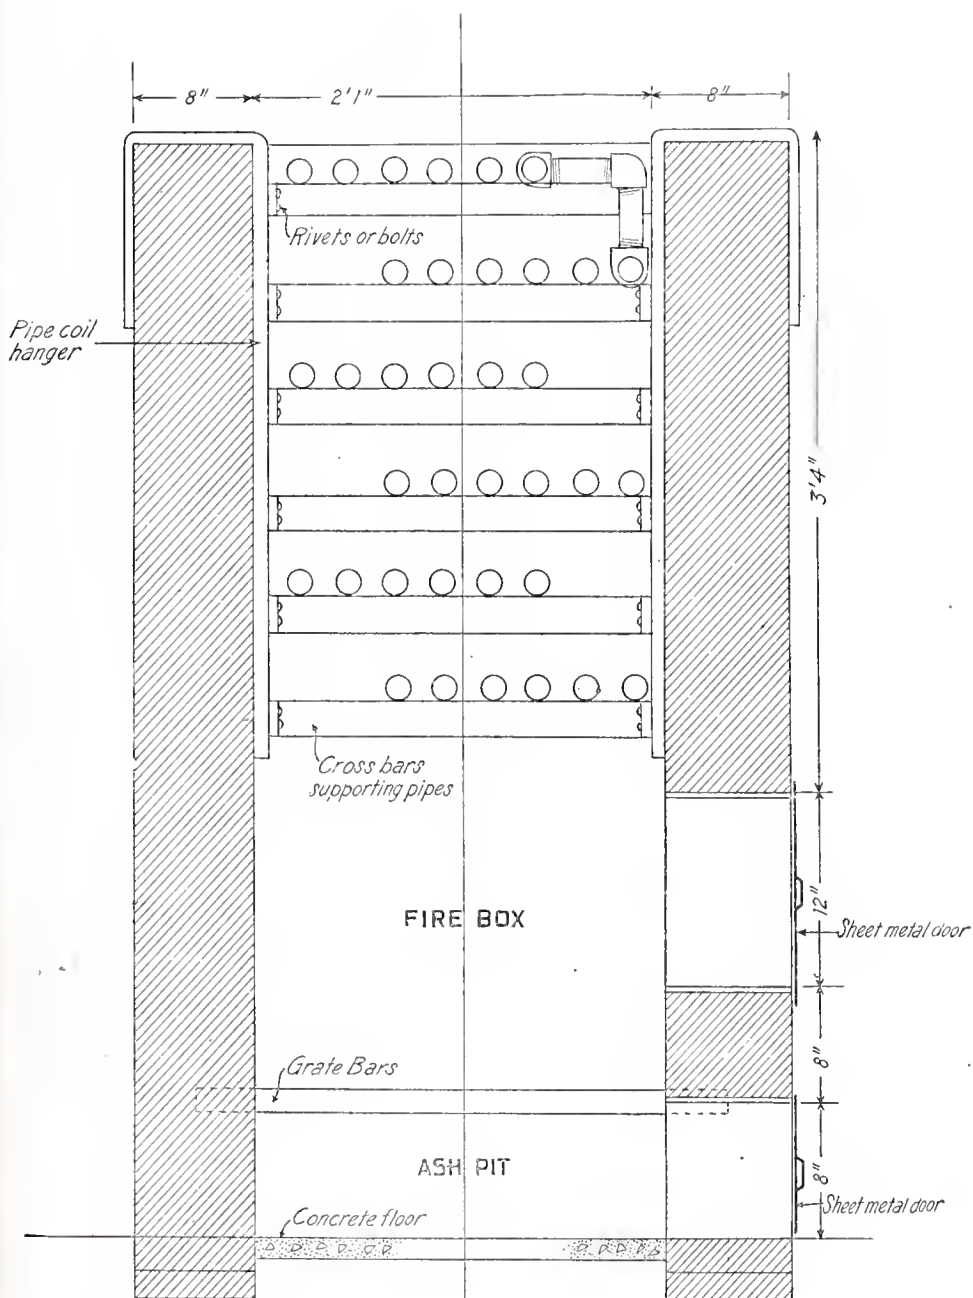 8"
2'1"
8"
Rivets or bolts
Pipe coil
hanger
3'4"
Cross bars
supporting pipes
FIRE BOX
12"
Sheet metal door
Grate Bars
8"
ASH PIT
8"
Sheet metal door
Concrete floor